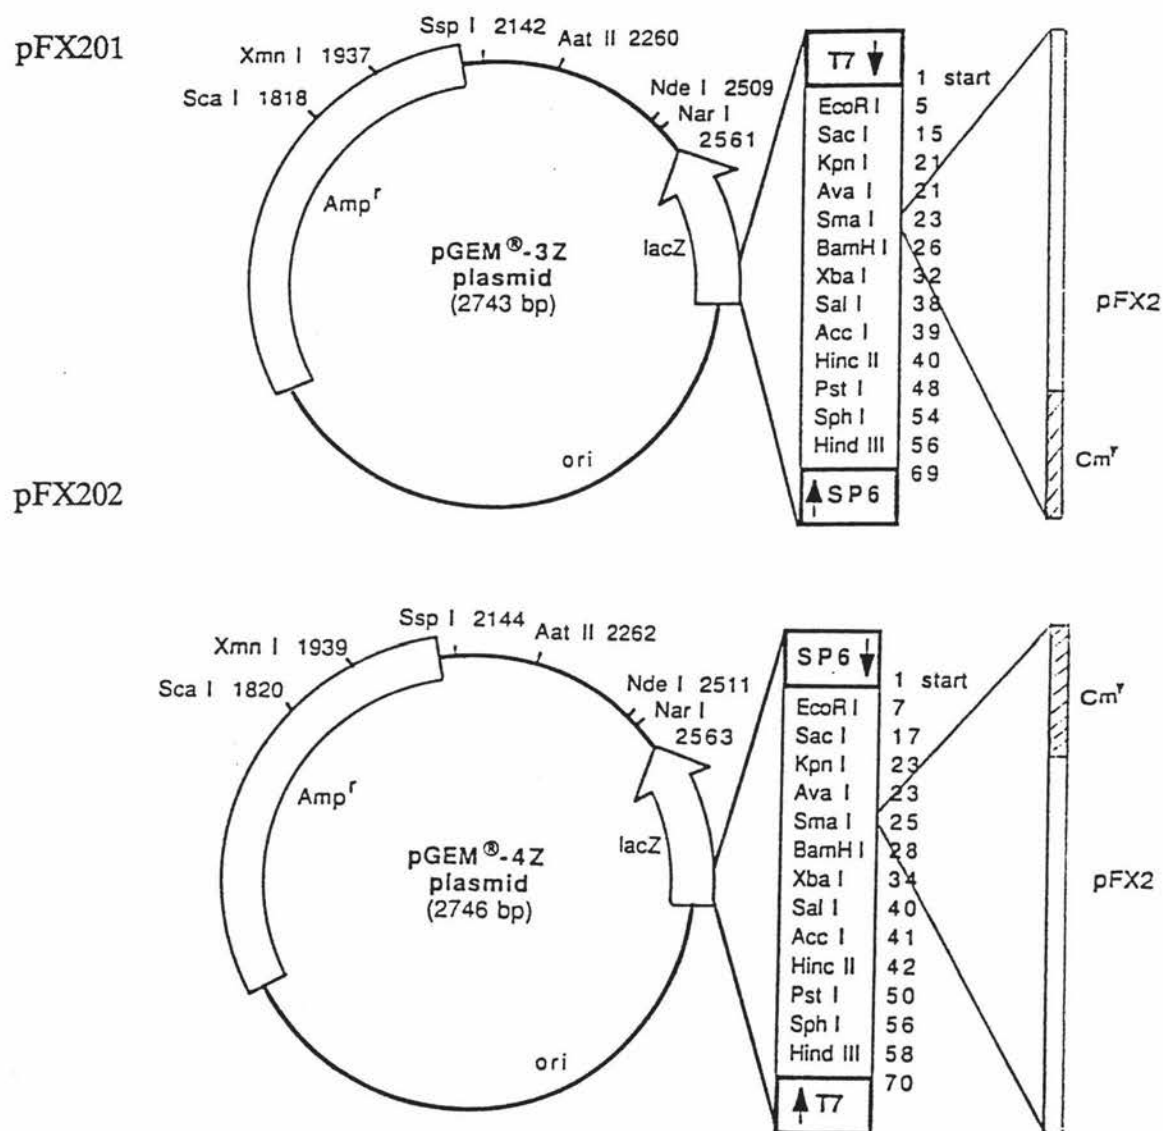 pFX201
Ssp I 2142
Aat II 2260
Xmn I 1937
Sca I 1818
Nde I 2509
Nar I
2561
Amp^r
lacZ
pGEM®-3Z
plasmid
(2743 bp)
ori
T7 ↓
1 start
EcoR I 5
Sac I 15
Kpn I 21
Ava I 21
Sma I 23
BamH I 26
Xba I 32
Sal I 38
Acc I 39
Hinc II 40
Pst I 48
Sph I 54
Hind III 56
69
↑ SP6
pFX2
Cm^r
pFX202
Ssp I 2144
Aat II 2262
Xmn I 1939
Sca I 1820
Nde I 2511
Nar I
2563
Amp^r
lacZ
pGEM®-4Z
plasmid
(2746 bp)
ori
SP6 ↓
1 start
EcoR I 7
Sac I 17
Kpn I 23
Ava I 23
Sma I 25
BamH I 28
Xba I 34
Sal I 40
Acc I 41
Hinc II 42
Pst I 50
Sph I 56
Hind III 58
70
↑ T7
Cm^r
pFX2